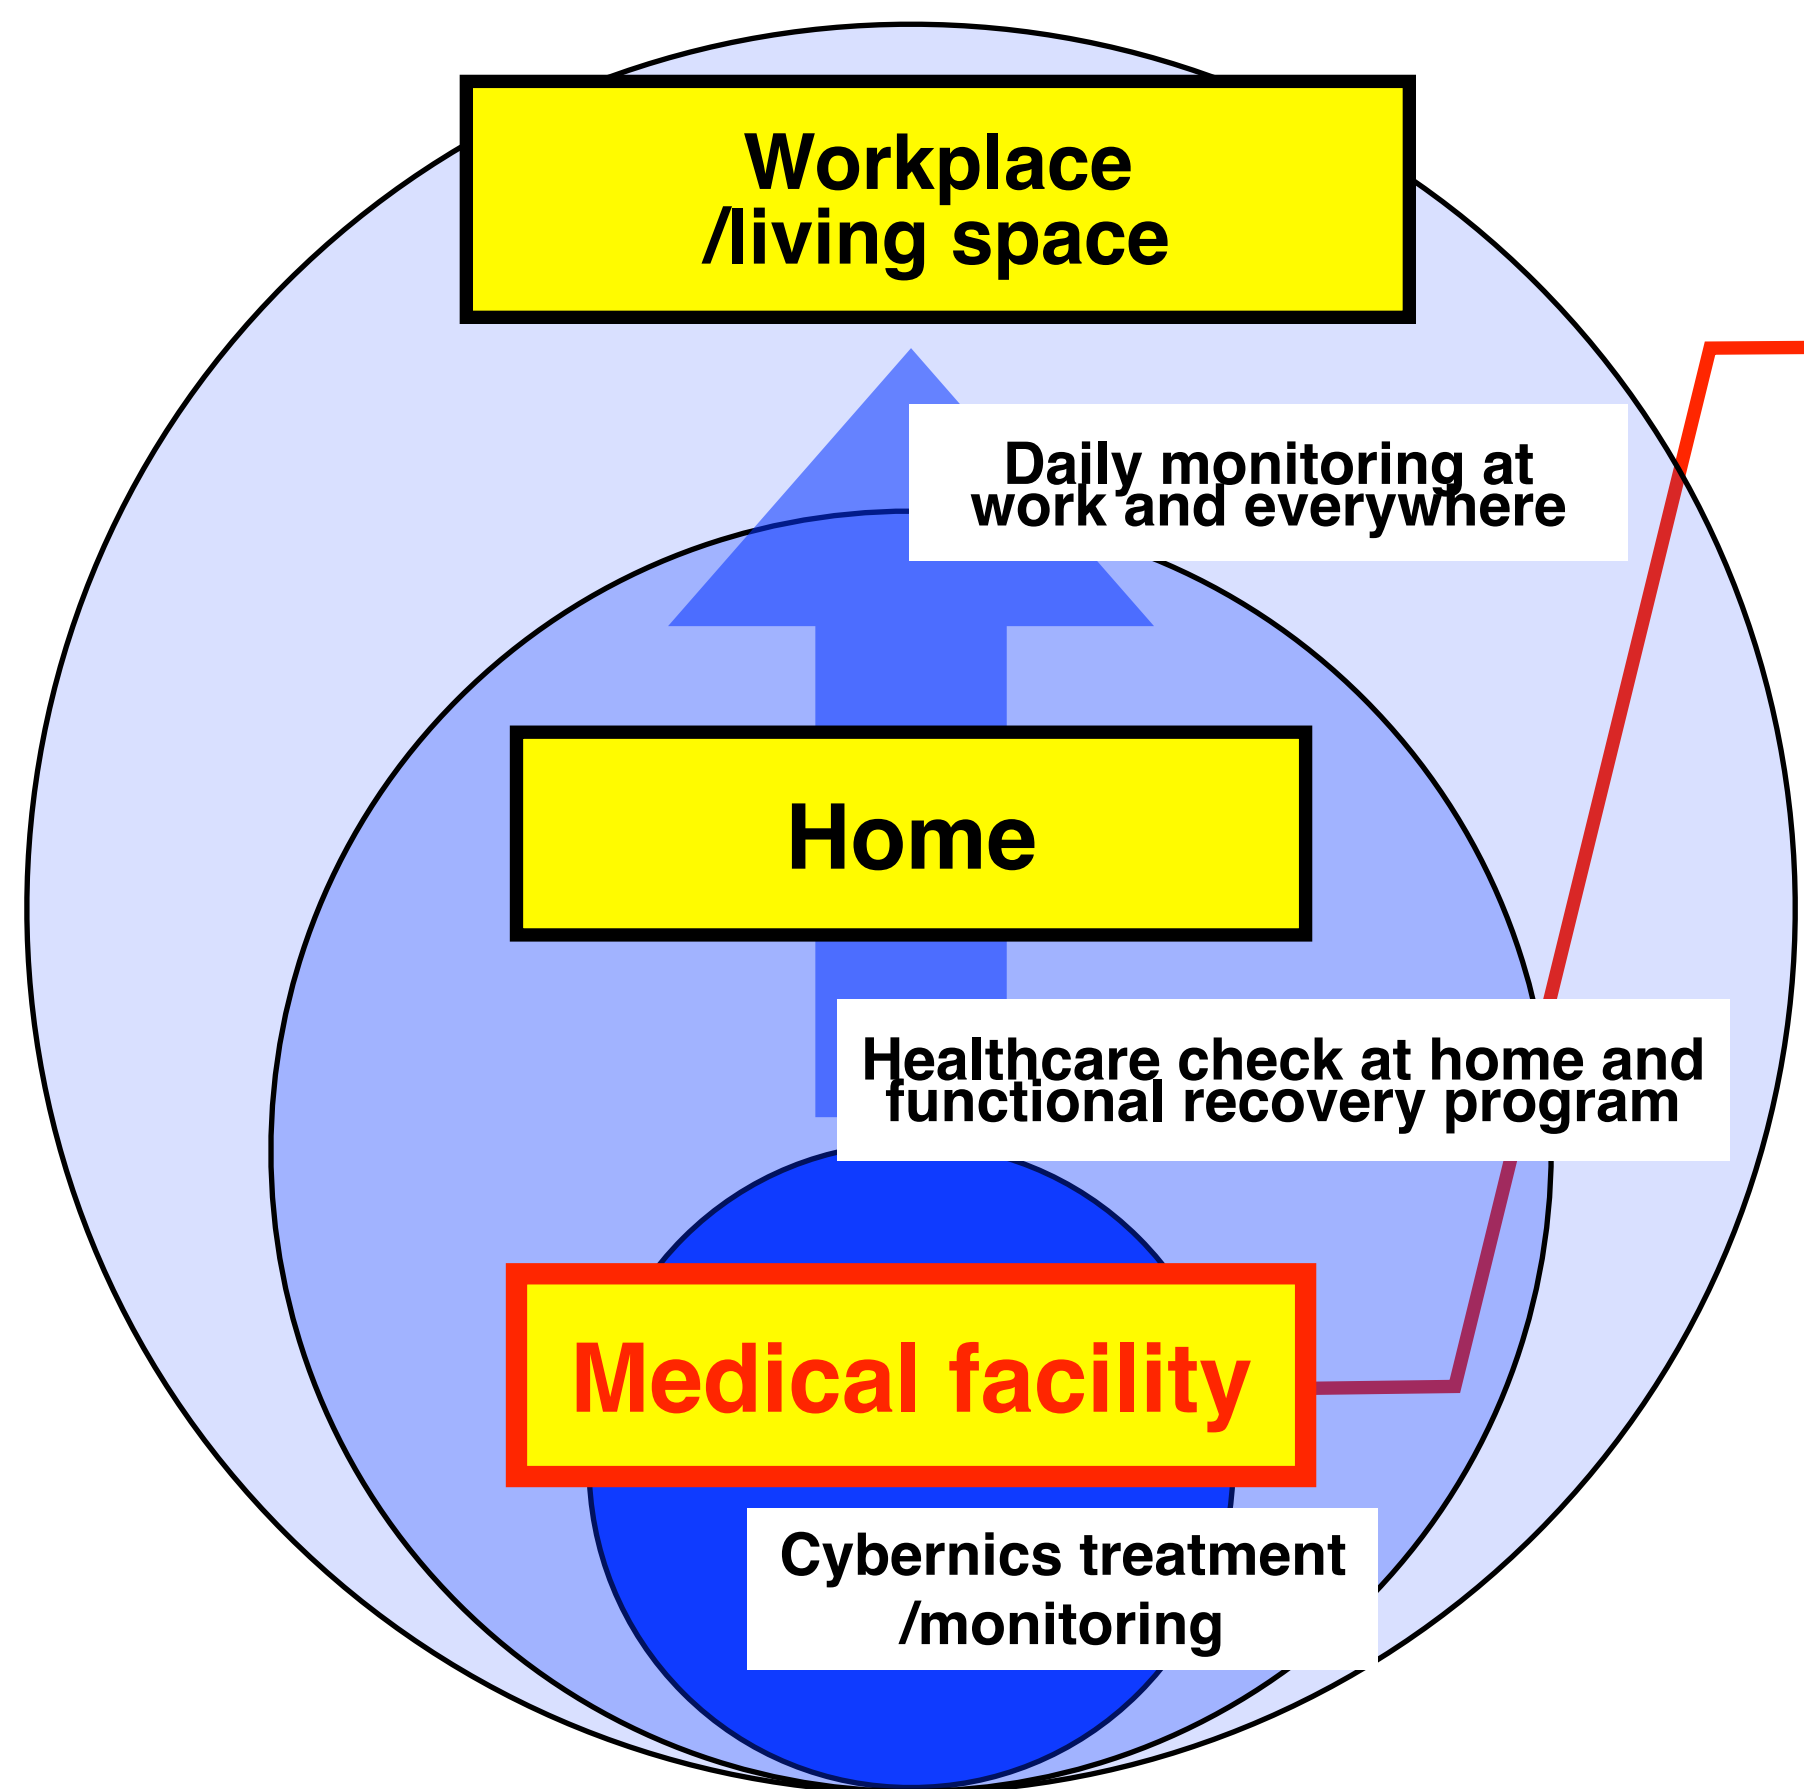 Workplace
/living space
Daily monitoring at
work and everywhere
Home
Healthcare check at home and
functional recovery program
Medical facility
Cybernics treatment
/monitoring